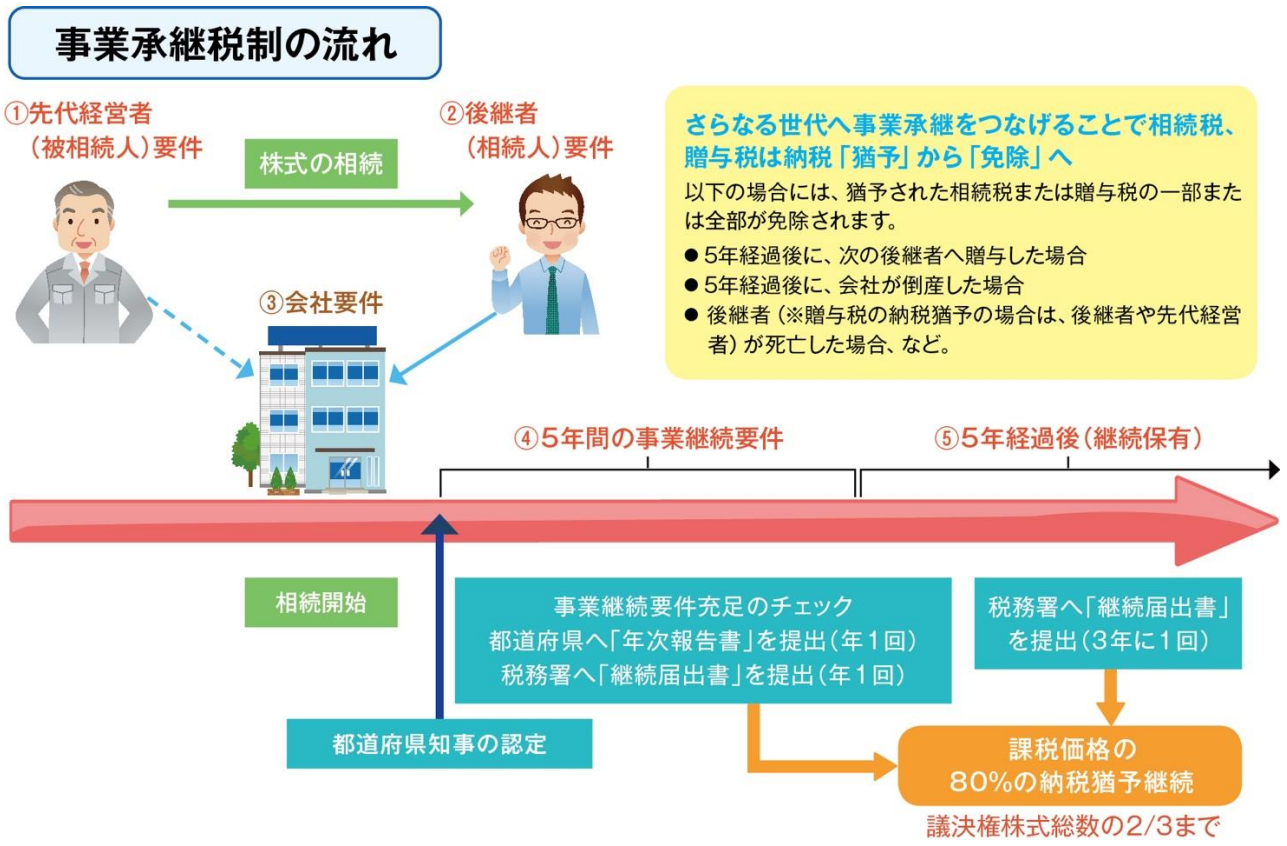 事業承継税制の流れ
①先代経営者
(被相続人)要件
株式の相続
②後継者
(相続人)要件
③会社要件
さらなる世代へ事業承継をつなげることで相続税、
贈与税は納税「猶予」から「免除」へ
以下の場合には、猶予された相続税または贈与税の一部また
は全部が免除されます。
● 5年経過後に、次の後継者へ贈与した場合
● 5年経過後に、会社が倒産した場合
● 後継者(※贈与税の納税猶予の場合は、後継者や先代経営
者)が死亡した場合、など。
④5年間の事業継続要件
⑤5年経過後(継続保有)
相続開始
都道府県知事の認定
事業継続要件充足のチェック
都道府県へ「年次報告書」を提出(年1回)
税務署へ「継続届出書」を提出(年1回)
税務署へ「継続届出書」
を提出(3年に1回)
課税価格の
80%の納税猶予継続
議決権株式総数の2/3まで